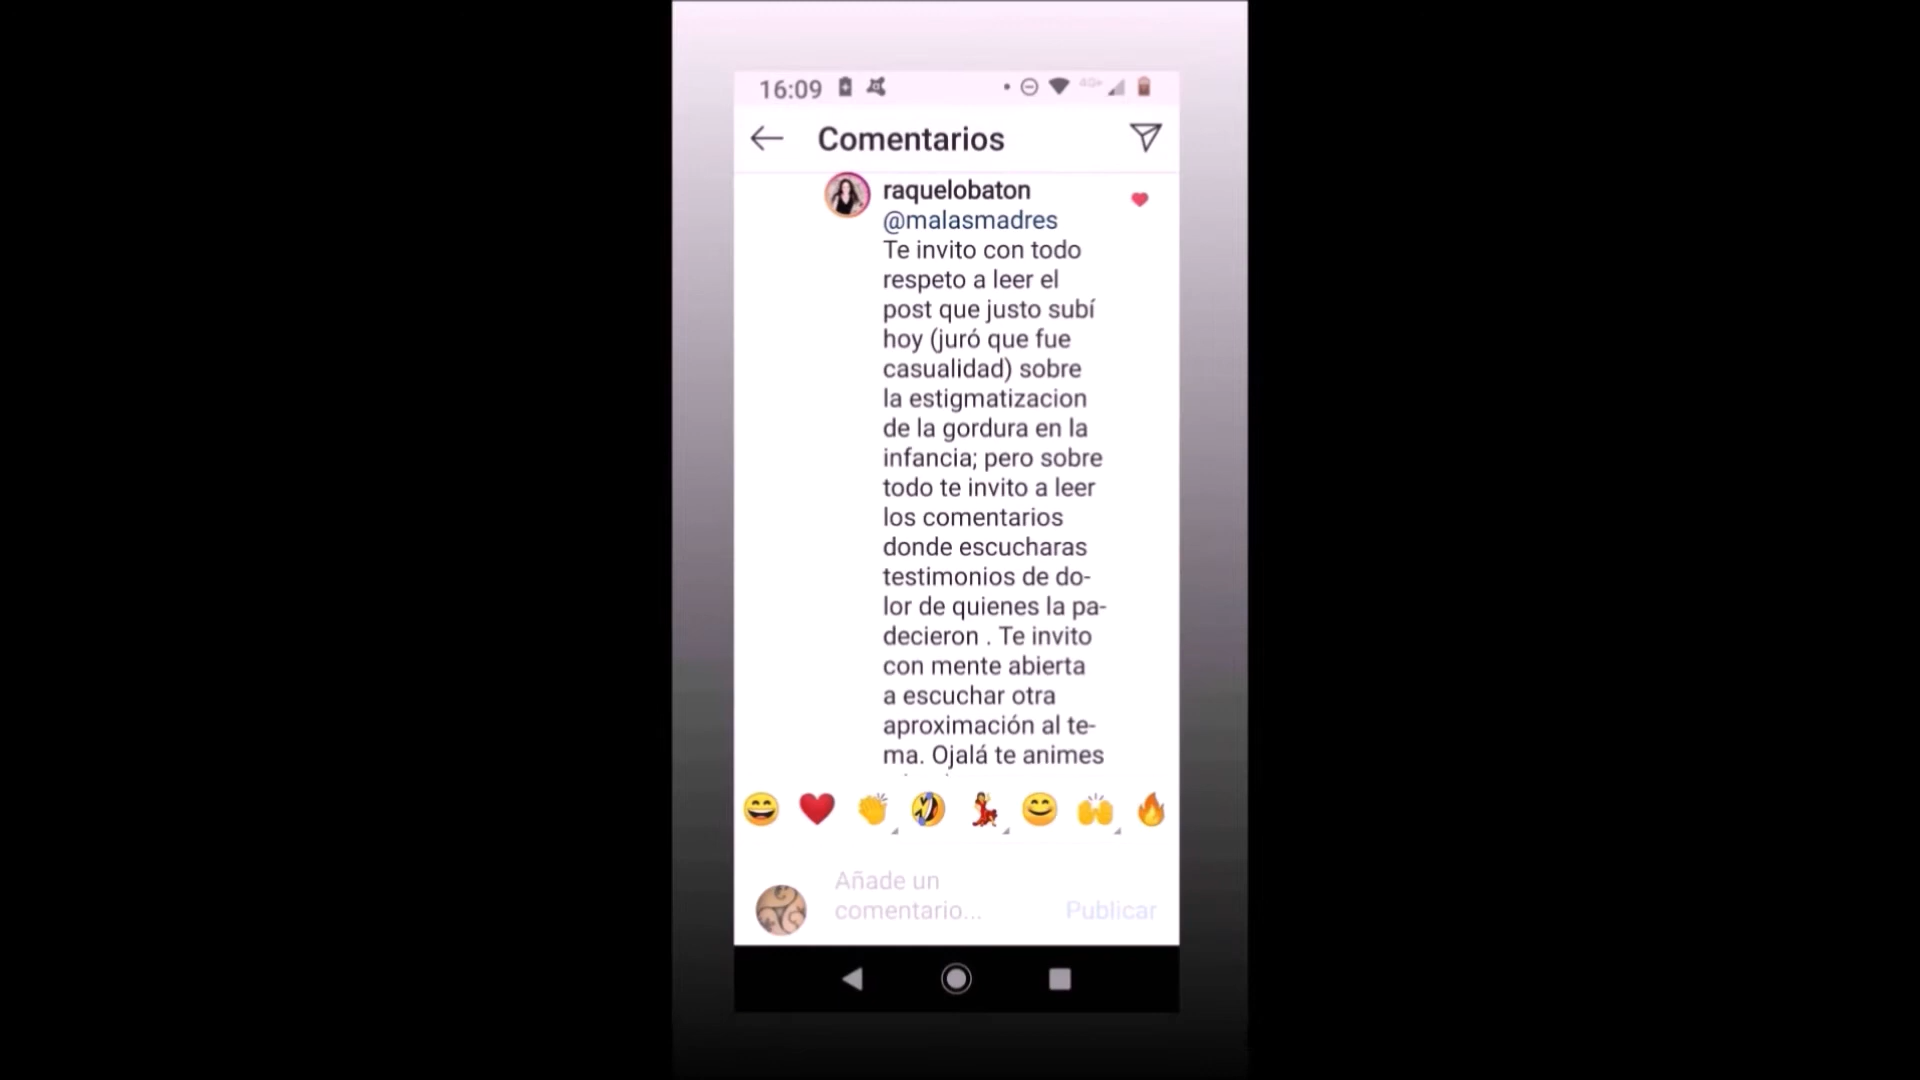 16:09
4G+
Comentarios
raquelobaton
@malasmadres
Te invito con todo
respeto a leer el
post que justo subí
hoy (juró que fue
casualidad) sobre
la estigmatizacion
de la gordura en la
infancia; pero sobre
todo te invito a leer
los comentarios
donde escucharas
testimonios de do-
lor de quienes la pa-
decieron . Te invito
con mente abierta
a escuchar otra
aproximación al te-
ma. Ojalá te animes
Añade un
comentario...
Publicar